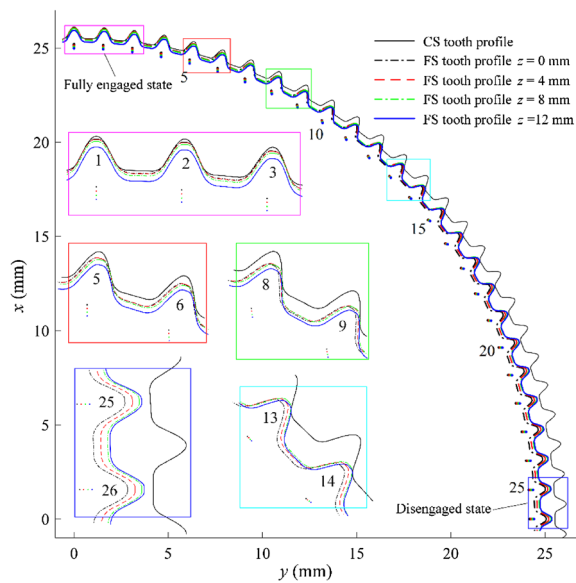 CS tooth profile
FS tooth profile z = 0 mm
FS tooth profile z = 4 mm
FS tooth profile z = 8 mm
FS tooth profile z =12 mm
Fully engaged state
5
10
15
20
25
1 2 3
5 6
8 9
25
26
13
14
Disengaged state
25
20
15
10
5
0
x (mm)
0 5 10 15 20 25
y (mm)